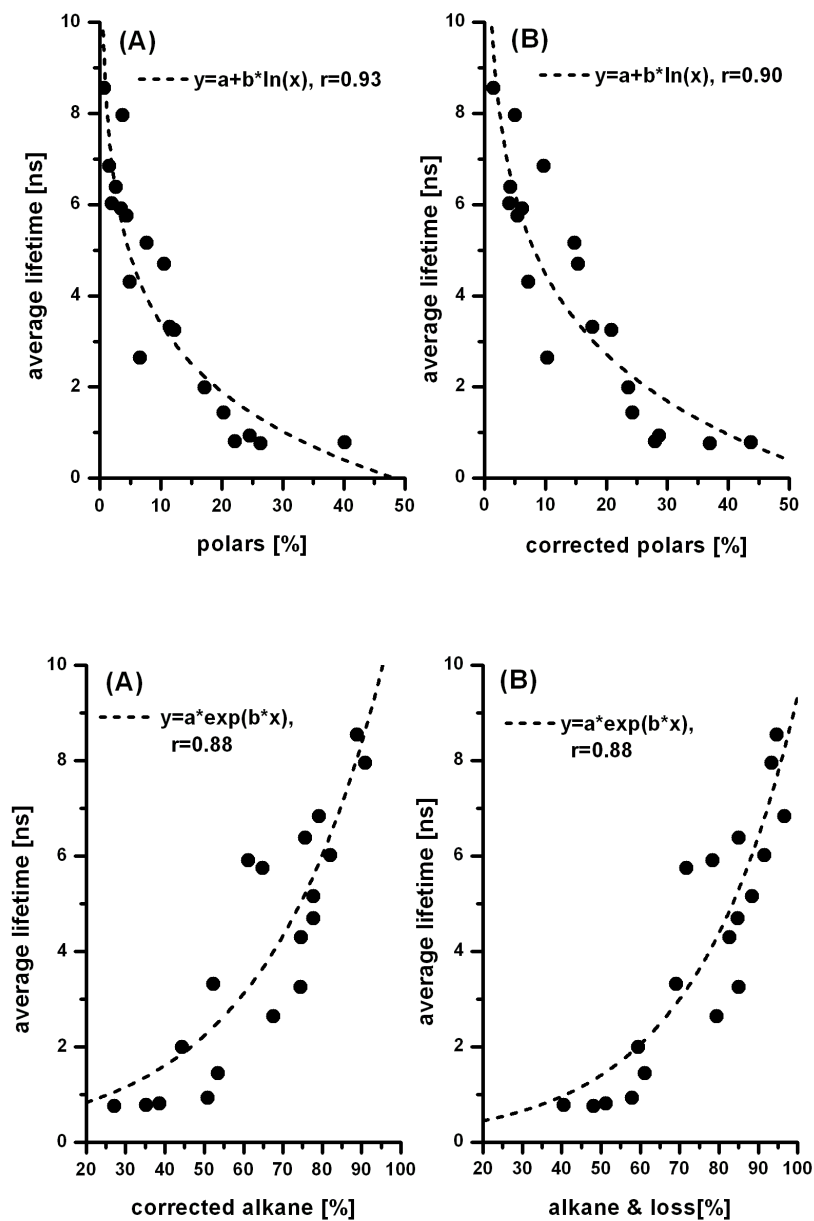 (A)
y=a+b*ln(x), r=0.93
10
8
6
4
2
0
average lifetime [ns]
0 10 20 30 40 50
polars [%]
(B)
y=a+b*ln(x), r=0.90
10
8
6
4
2
0
average lifetime [ns]
0 10 20 30 40 50
corrected polars [%]
(A)
y=a*exp(b*x),
r=0.88
10
8
6
4
2
0
average lifetime [ns]
20 30 40 50 60 70 80 90 100
corrected alkane [%]
(B)
y=a*exp(b*x),
r=0.88
10
8
6
4
2
0
average lifetime [ns]
20 20 30 40 50 60 70 80 90 100
alkane & loss[%]